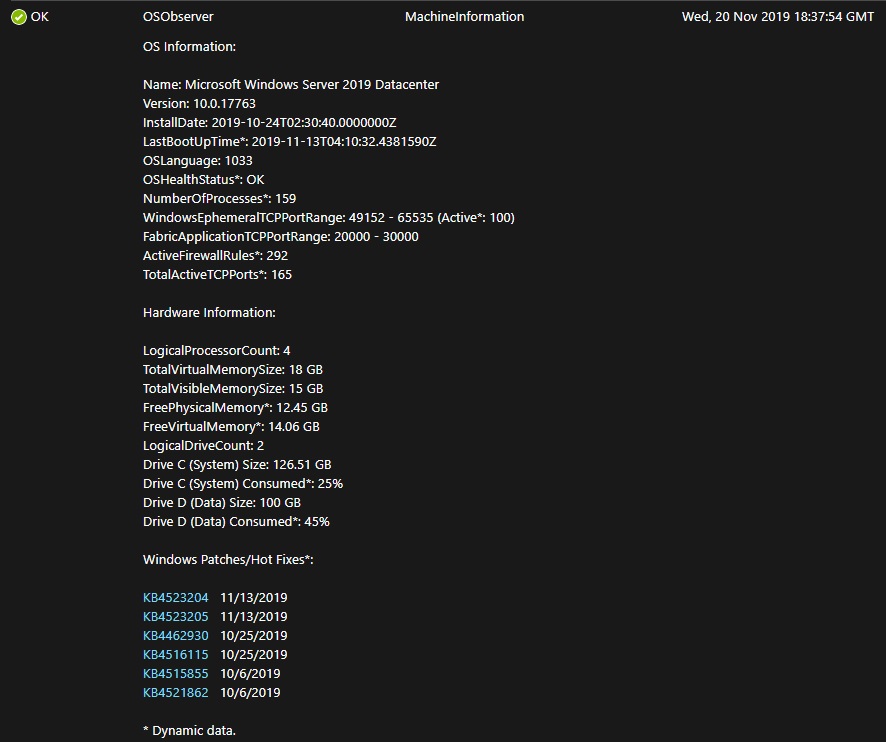 OK OSObserver MachineInformation Wed, 20 Nov 2019 18:37:54 GMT
OS Information:
Name: Microsoft Windows Server 2019 Datacenter
Version: 10.0.17763
InstallDate: 2019-10-24T02:30:40.0000000Z
LastBootUpTime*: 2019-11-13T04:10:32.4381590Z
OSLanguage: 1033
OSHealthStatus*: OK
NumberOfProcesses*: 159
WindowsEphemeralTCPPortRange: 49152 - 65535 (Active*: 100)
FabricApplicationTCPPortRange: 20000 - 30000
ActiveFirewallRules*: 292
TotalActiveTCPPorts*: 165
Hardware Information:
LogicalProcessorCount: 4
TotalVirtualMemorySize: 18 GB
TotalVisibleMemorySize: 15 GB
FreePhysicalMemory*: 12.45 GB
FreeVirtualMemory*: 14.06 GB
LogicalDriveCount: 2
Drive C (System) Size: 126.51 GB
Drive C (System) Consumed*: 25%
Drive D (Data) Size: 100 GB
Drive D (Data) Consumed*: 45%
Windows Patches/Hot Fixes*:
KB4523204 11/13/2019
KB4523205 11/13/2019
KB4462930 10/25/2019
KB4516115 10/25/2019
KB4515855 10/6/2019
KB4521862 10/6/2019
* Dynamic data.